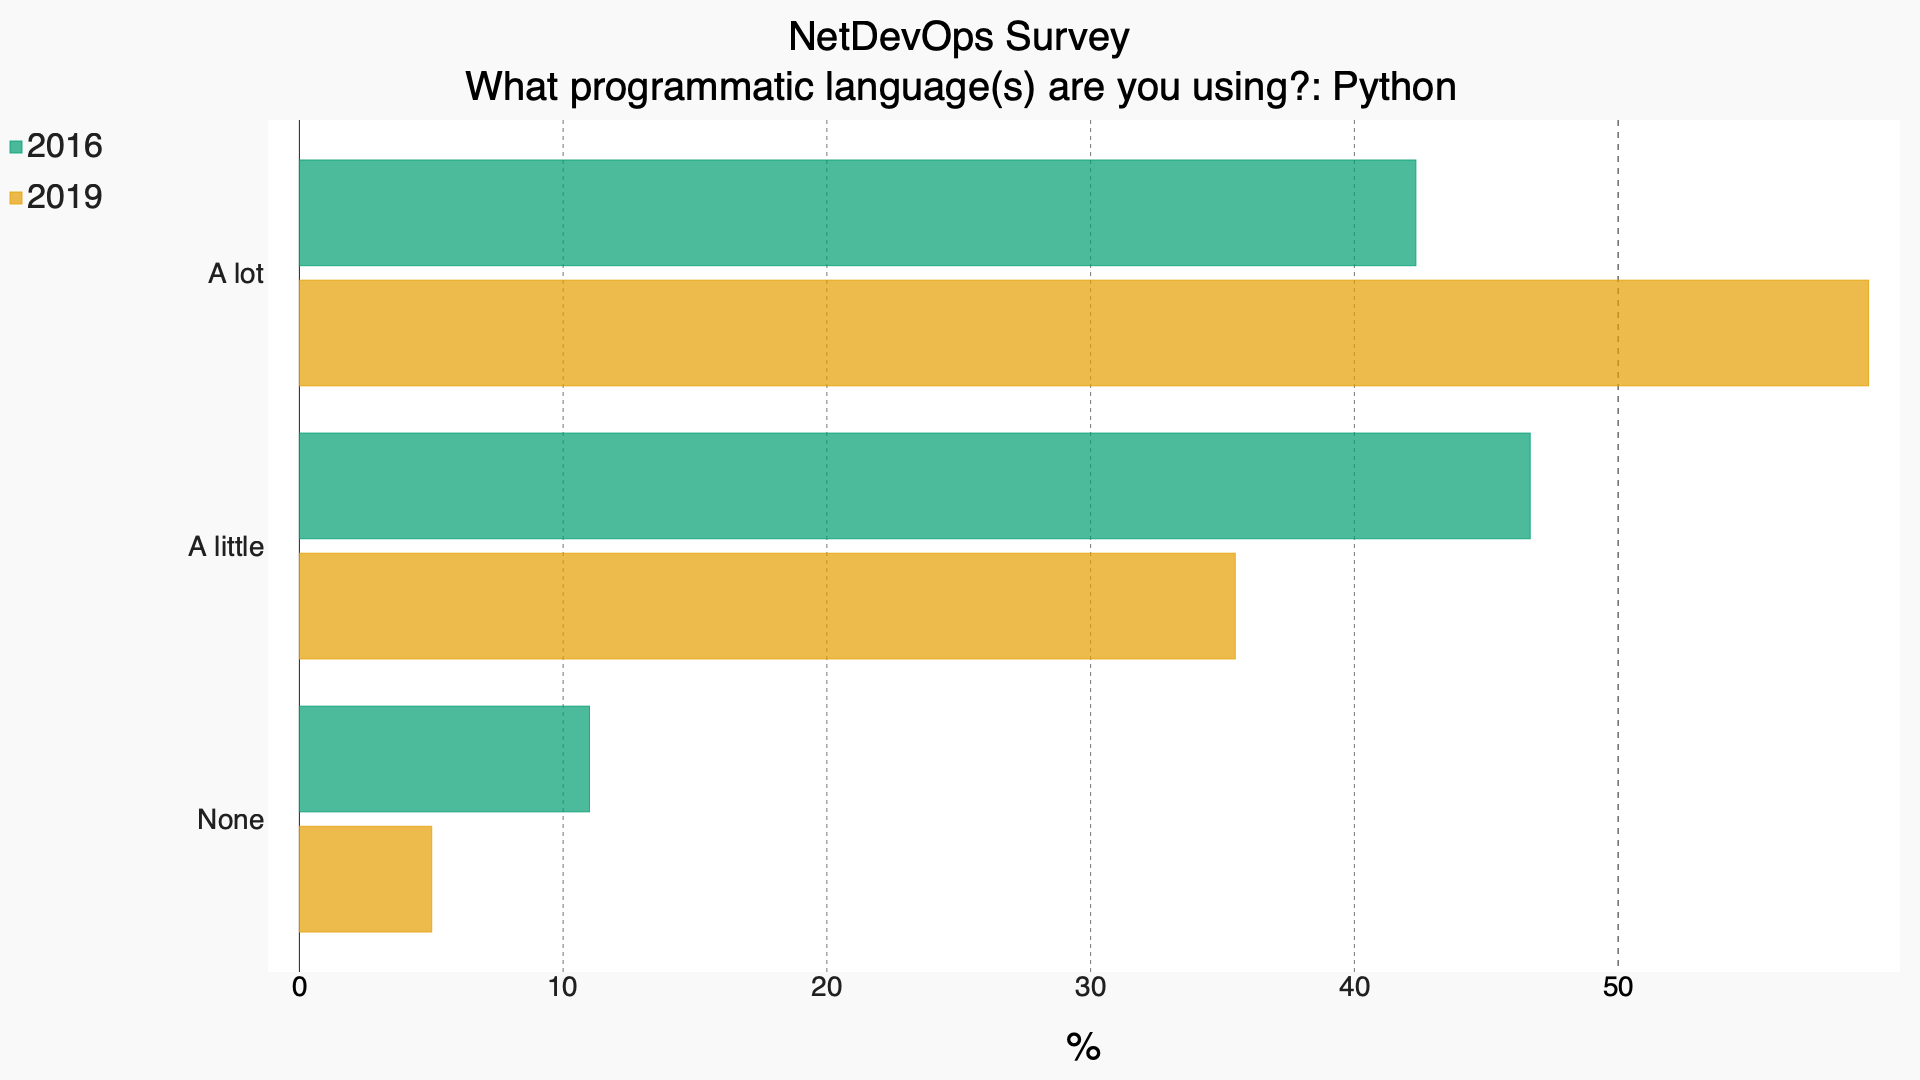 NetDevOps Survey
What programmatic language(s) are you using?: Python
2016
2019
A lot
A little
None
0 10 20 30 40 50
%